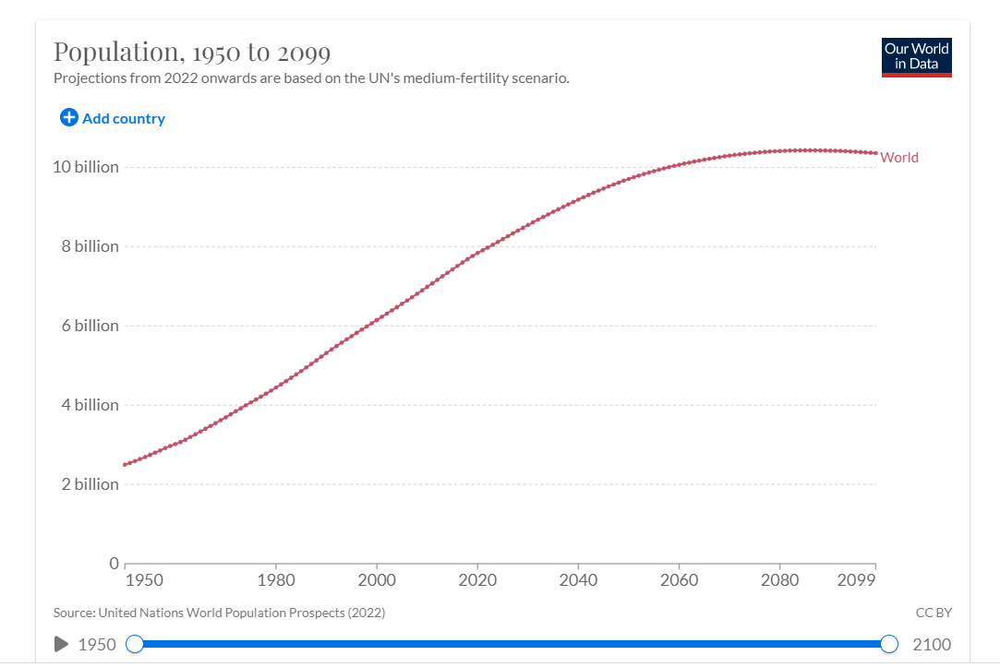 Population, 1950 to 2099
Projections from 2022 onwards are based on the UN's medium-fertility scenario.
Our World
in Data
Add country
10 billion
World
8 billion
6 billion
4 billion
2 billion
0
1950 1980 2000 2020 2040 2060 2080 2099
Source: United Nations World Population Prospects (2022) CC BY
1950 2100